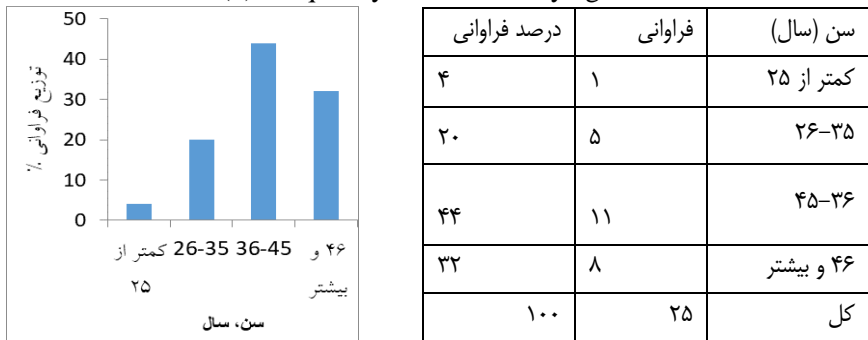 50
40
30
20
10
0
توزیع فراوانی %
کمتر از ۲۵
26-35
36-45
۴۶ و بیشتر
سن، سال
سن (سال) فراوانی درصد فراوانی
کمتر از ۲۵ ۱ ۴
۲۶–۳۵ ۵ ۲۰
۴۵–۳۶ ۱۱ ۴۴
۴۶ و بیشتر ۸ ۳۲
کل ۲۵ ۱۰۰